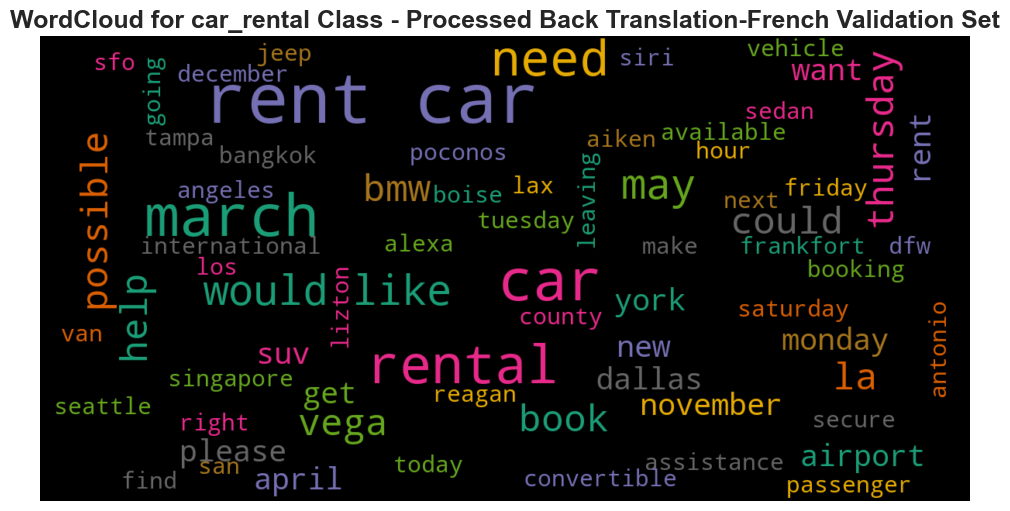 WordCloud for car_rental Class - Processed Back Translation-French Validation Set
sfo
jeep
need
siri
vehicle
want
december
going
rent car
thursday
sedan
tampa
bangkok
poconos
aiken
available
hour
rent
possible
angeles
bmw
boise
lax
leaving
may
next
friday
march
tuesday
could
international
alexa
make
frankfort
dfw
los
booking
help
would like
lizton
car
county
york
saturday
antonio
van
suv
rental
new
monday
singapore
get
reagan
dallas
la
seattle
right
vega
book
november
secure
please
san
today
assistance
airport
find
april
convertible
passenger